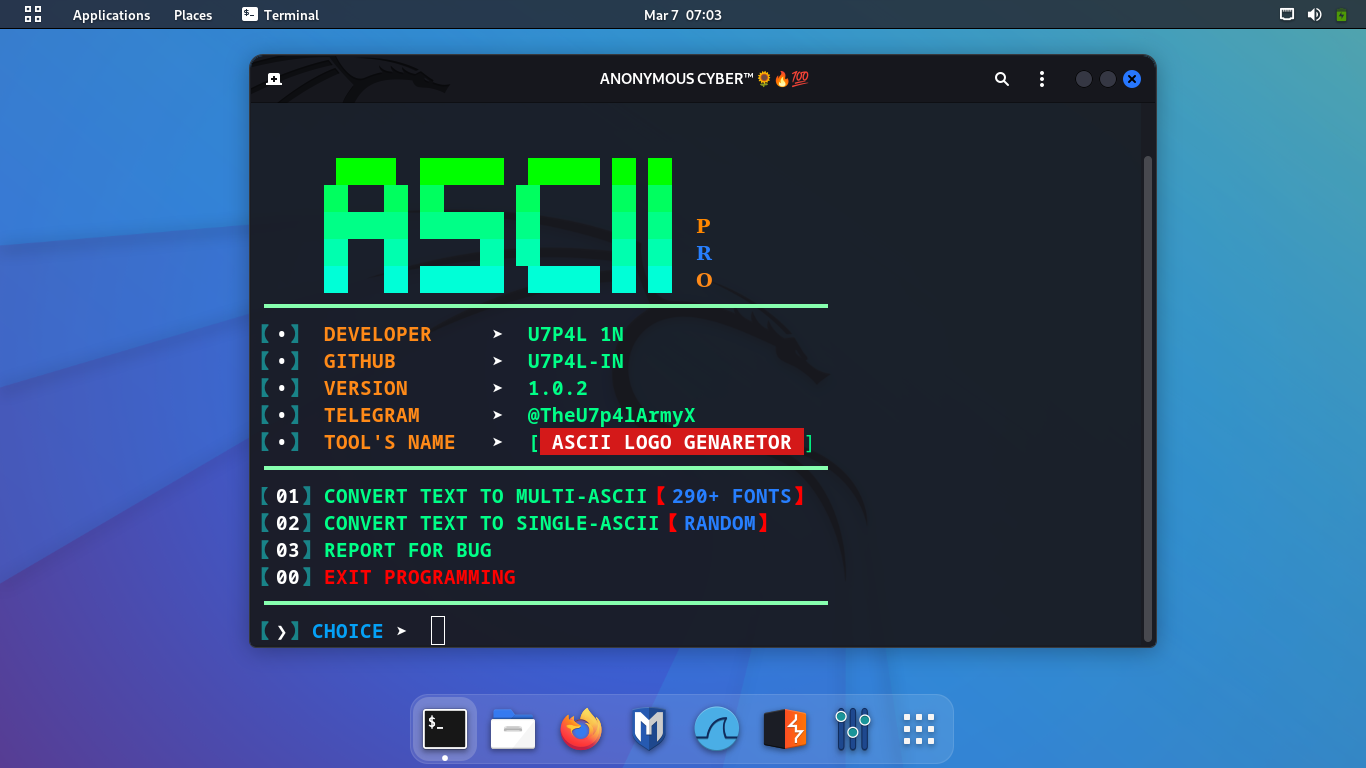 Applications Places Terminal Mar 7 07:03
ANONYMOUS CYBER™🌻🔥💯
ASCII
P
R
O
【•】 DEVELOPER ➤ U7P4L 1N
【•】 GITHUB ➤ U7P4L-IN
【•】 VERSION ➤ 1.0.2
【•】 TELEGRAM ➤ @TheU7p4lArmyX
【•】 TOOL'S NAME ➤ [ ASCII LOGO GENARETOR ]
【01】CONVERT TEXT TO MULTI-ASCII【290+ FONTS】
【02】CONVERT TEXT TO SINGLE-ASCII【RANDOM】
【03】REPORT FOR BUG
【00】EXIT PROGRAMMING
【❯】CHOICE ➤
$_